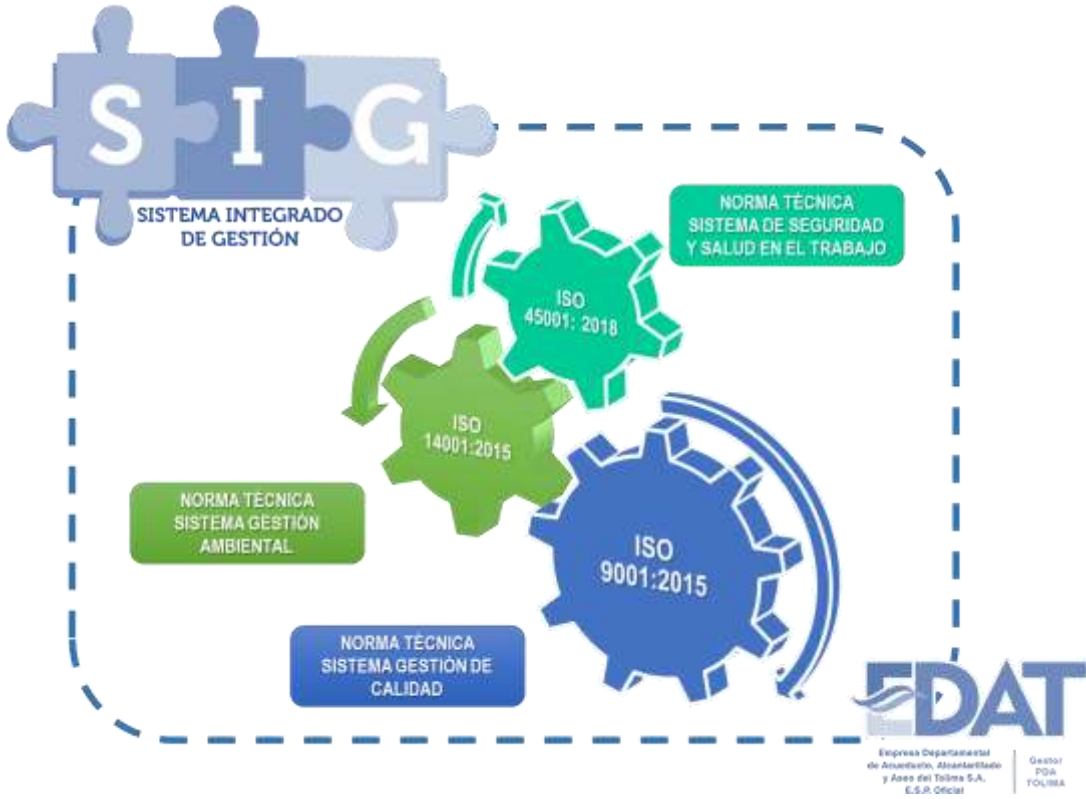 SIG
SISTEMA INTEGRADO
DE GESTIÓN
NORMA TÉCNICA
SISTEMA DE SEGURIDAD
Y SALUD EN EL TRABAJO
ISO
45001: 2018
ISO
14001:2015
NORMA TÉCNICA
SISTEMA GESTIÓN
AMBIENTAL
ISO
9001:2015
NORMA TÉCNICA
SISTEMA GESTIÓN DE
CALIDAD
EDAT
Empresa Departamental
de Acueducto, Alcantarillado
y Aseo del Tolima S.A.
E.S.P. Oficial
Gestor
PDA
TOLIMA